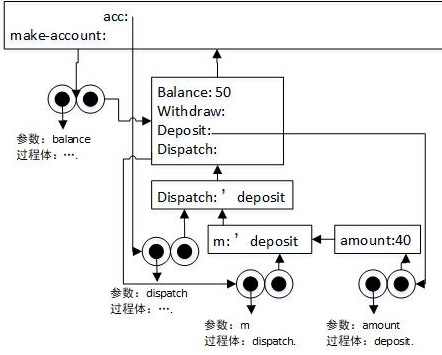 acc:
make-account:
Balance: 50
Withdraw:
Deposit:
Dispatch:
参数：balance
过程体：….
Dispatch:’deposit
m:’deposit
amount:40
参数：dispatch
过程体：….
参数：m
过程体：dispatch.
参数：amount
过程体：deposit.